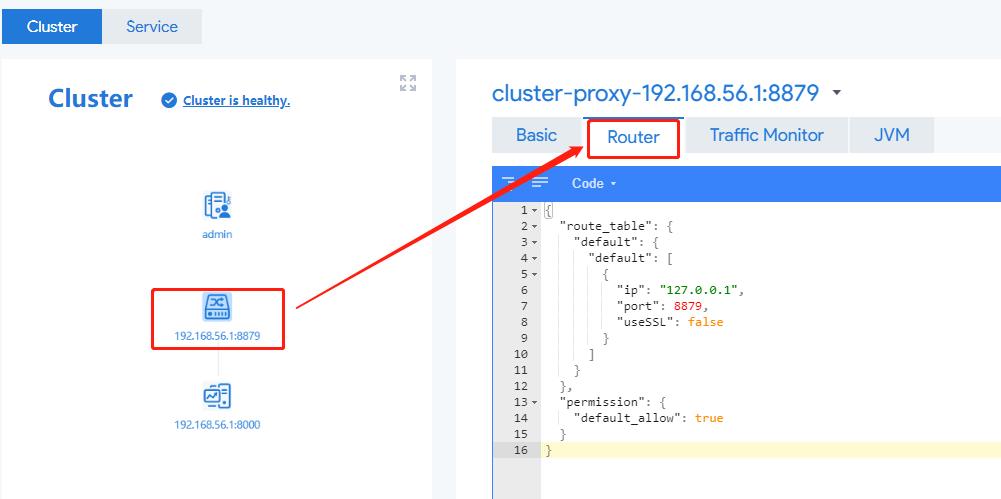 Cluster Service
Cluster Cluster is healthy.
admin
192.168.56.1:8879
192.168.56.1:8000
cluster-proxy-192.168.56.1:8879
Basic Router Traffic Monitor JVM
Code
1 {
2 "route_table": {
3 "default": {
4 "default": [
5 {
6 "ip": "127.0.0.1",
7 "port": 8879,
8 "useSSL": false
9 }
10 ]
11 }
12 },
13 "permission": {
14 "default_allow": true
15 }
16 }